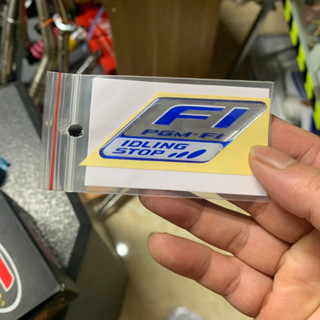 FI
PGM-FI
IDLING
STOP